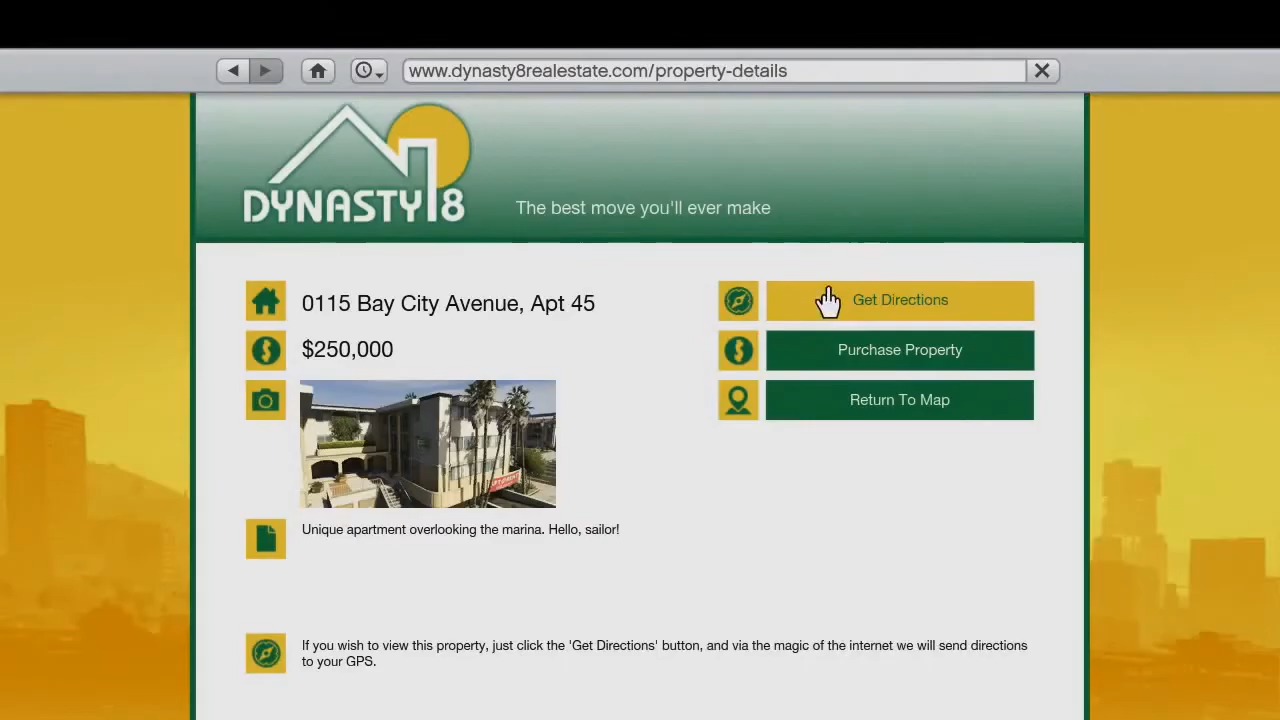 www.dynasty8realestate.com/property-details
DYNASTY 8
The best move you'll ever make
0115 Bay City Avenue, Apt 45
$250,000
Get Directions
Purchase Property
Return To Map
Unique apartment overlooking the marina. Hello, sailor!
If you wish to view this property, just click the 'Get Directions' button, and via the magic of the internet we will send directions
to your GPS.